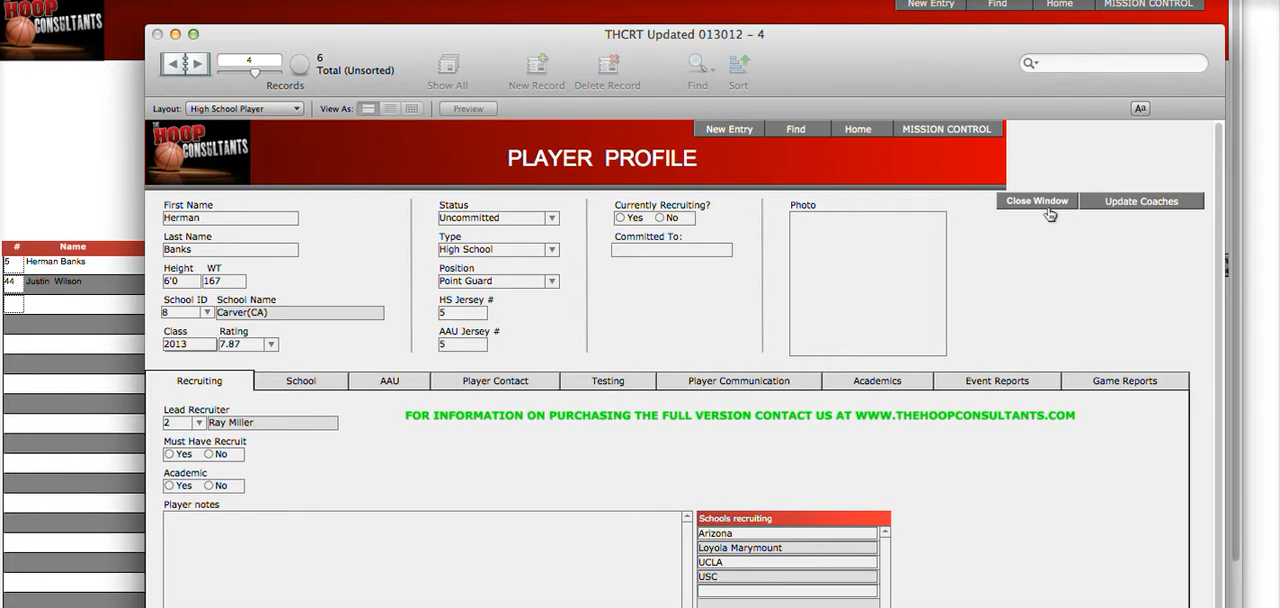 New Entry Find Home MISSION CONTROL
HOOP
CONSULTANTS
THCRT Updated 013012 - 4
4
6
Total (Unsorted)
Records
Show All
New Record
Delete Record
Find
Sort
Layout: High School Player
View As:
Preview
Aa
THE
HOOP
CONSULTANTS
New Entry Find Home MISSION CONTROL
PLAYER PROFILE
Close Window Update Coaches
First Name
Herman
Last Name
Banks
Height WT
6'0 167
School ID School Name
8 Carver(CA)
Class Rating
2013 7.87
Status
Uncommitted
Type
High School
Position
Point Guard
HS Jersey #
5
AAU Jersey #
5
Currently Recruiting?
Yes No
Committed To:
Photo
# Name
5 Herman Banks
44 Justin Wilson
Recruiting School AAU Player Contact Testing Player Communication Academics Event Reports Game Reports
Lead Recruiter
2 Ray Miller
FOR INFORMATION ON PURCHASING THE FULL VERSION CONTACT US AT WWW.THEHOOPCONSULTANTS.COM
Must Have Recruit
Yes No
Academic
Yes No
Player notes
Schools recruiting
Arizona
Loyola Marymount
UCLA
USC